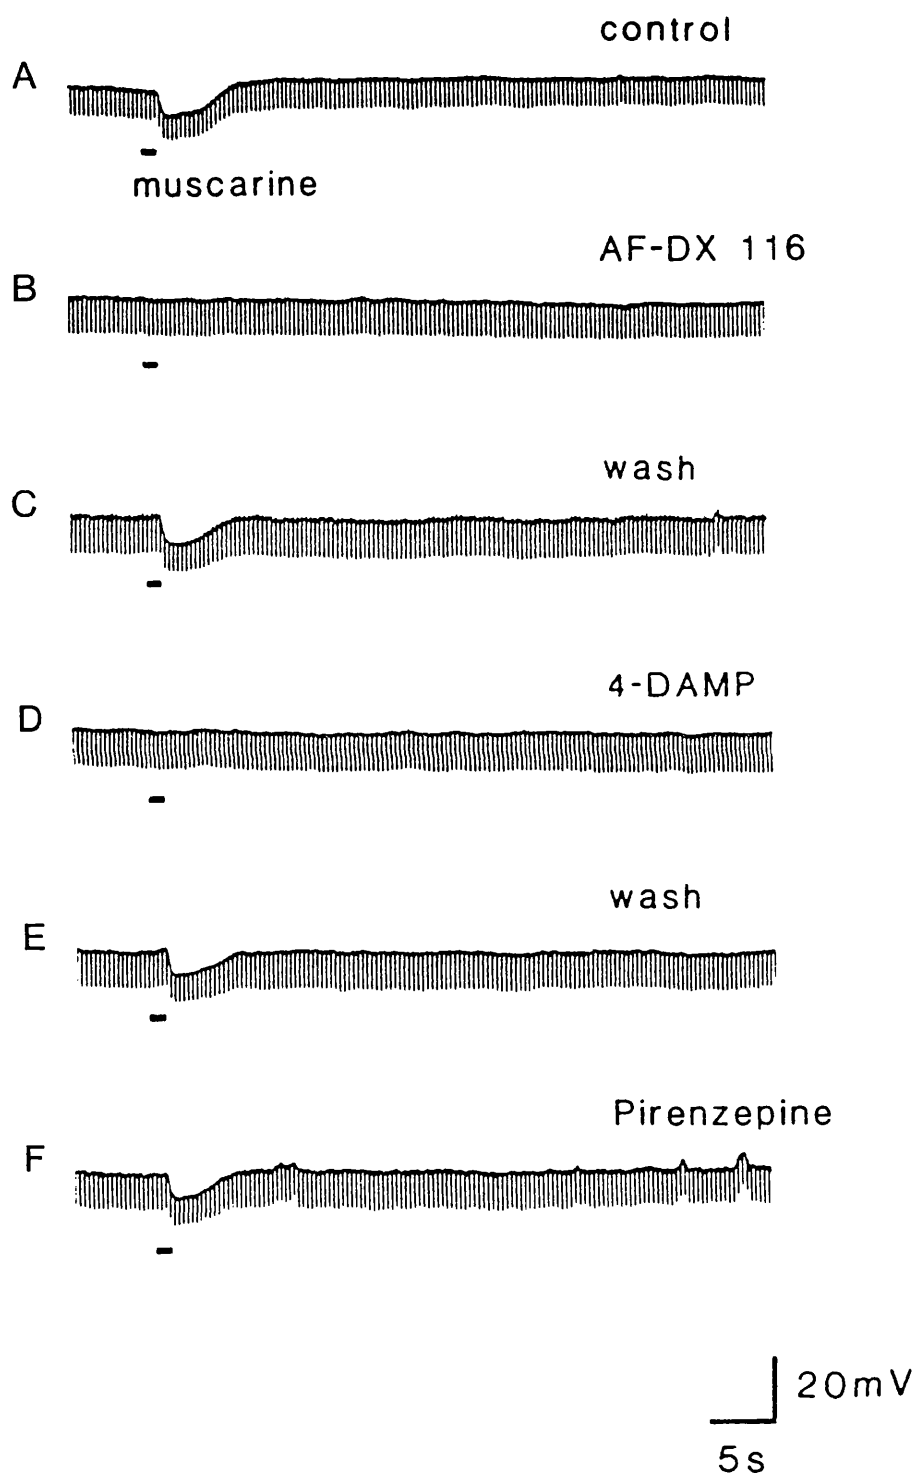 control
A
muscarine
AF-DX 116
B
wash
C
4-DAMP
D
wash
E
Pirenzepine
F
20mV
5s